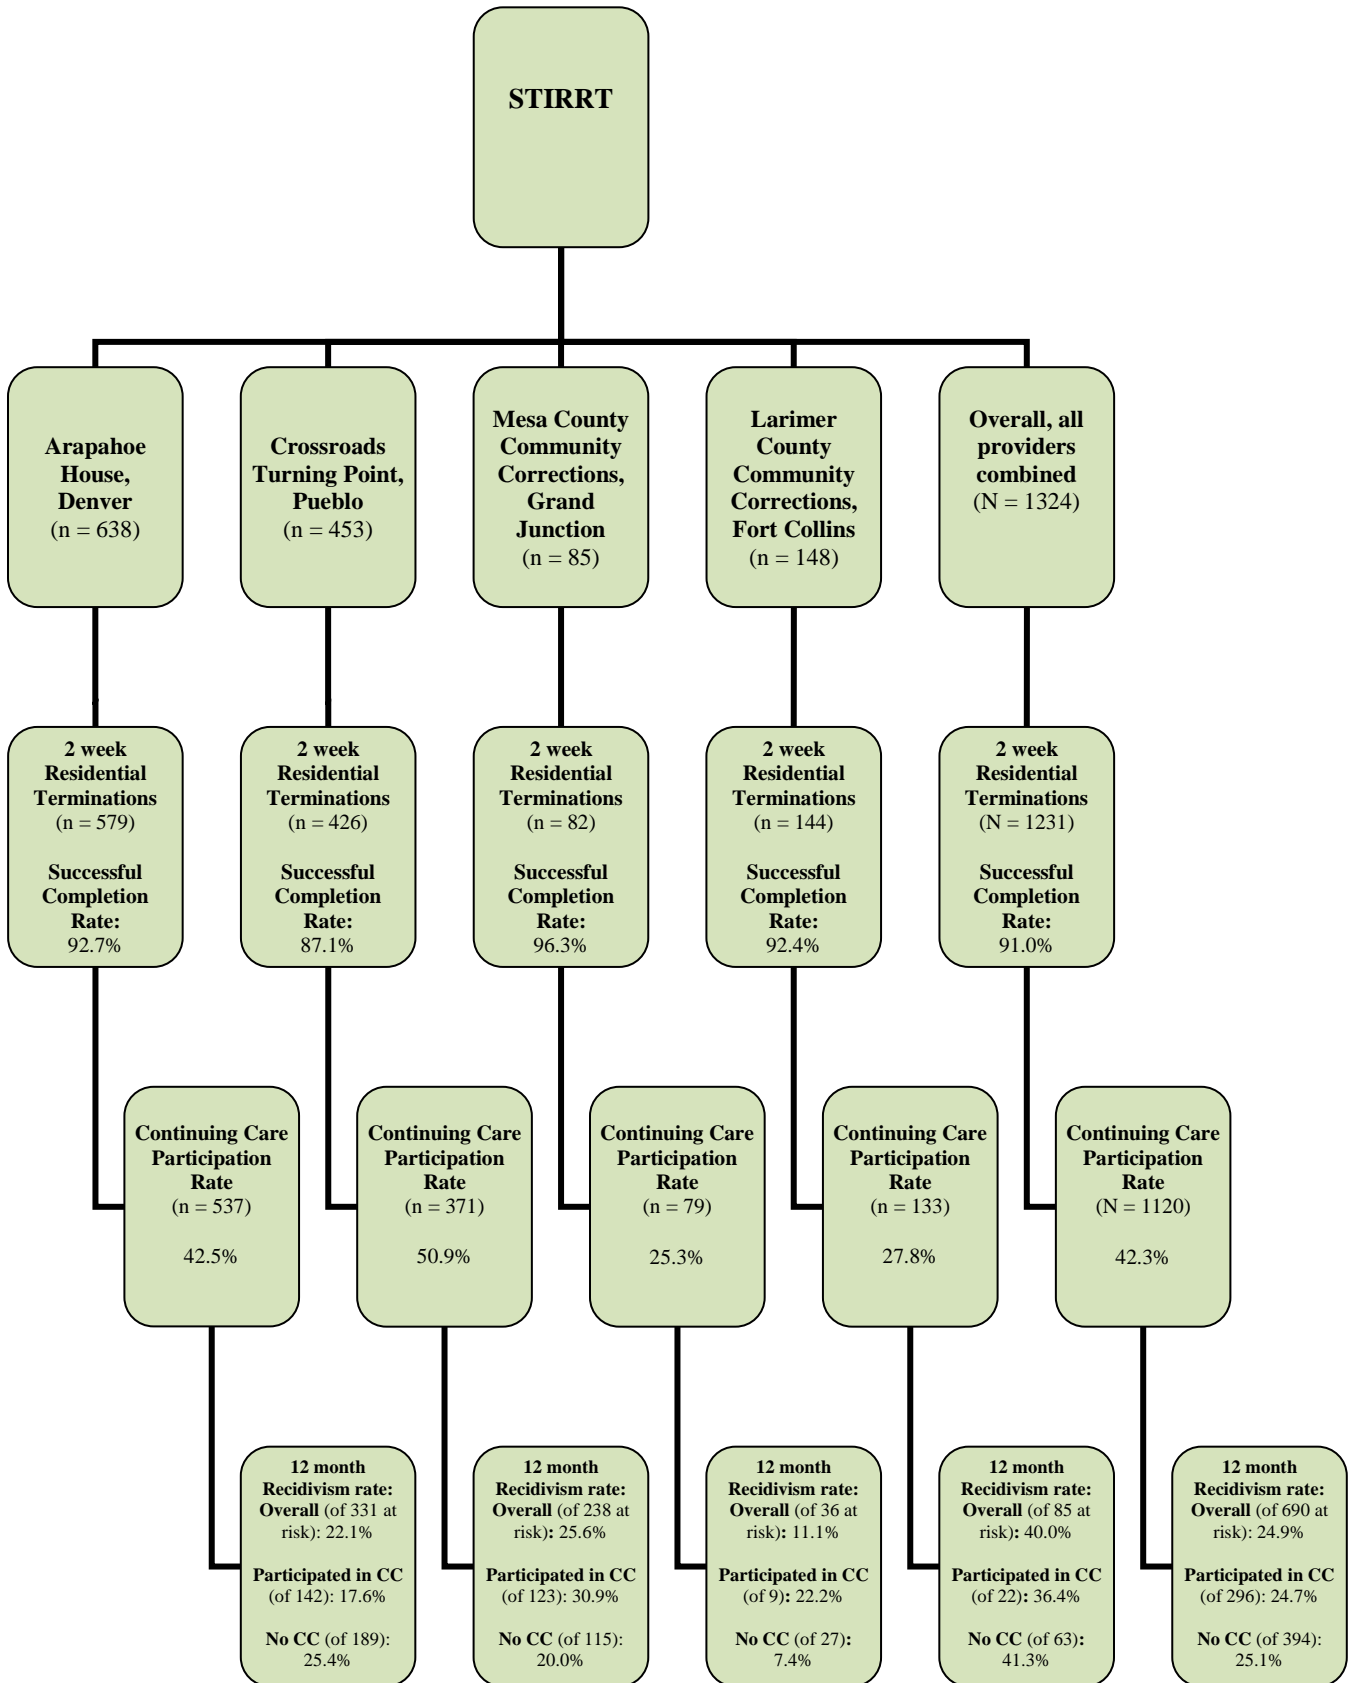 STIRRT
Arapahoe
House,
Denver
(n = 638)
Crossroads
Turning Point,
Pueblo
(n = 453)
Mesa County
Community
Corrections,
Grand
Junction
(n = 85)
Larimer
County
Community
Corrections,
Fort Collins
(n = 148)
Overall, all
providers
combined
(N = 1324)
2 week
Residential
Terminations
(n = 579)
Successful
Completion
Rate:
92.7%
2 week
Residential
Terminations
(n = 426)
Successful
Completion
Rate:
87.1%
2 week
Residential
Terminations
(n = 82)
Successful
Completion
Rate:
96.3%
2 week
Residential
Terminations
(n = 144)
Successful
Completion
Rate:
92.4%
2 week
Residential
Terminations
(N = 1231)
Successful
Completion
Rate:
91.0%
Continuing Care
Participation
Rate
(n = 537)
42.5%
Continuing Care
Participation
Rate
(n = 371)
50.9%
Continuing Care
Participation
Rate
(n = 79)
25.3%
Continuing Care
Participation
Rate
(n = 133)
27.8%
Continuing Care
Participation
Rate
(N = 1120)
42.3%
12 month
Recidivism rate:
Overall (of 331 at
risk): 22.1%
Participated in CC
(of 142): 17.6%
No CC (of 189):
25.4%
12 month
Recidivism rate:
Overall (of 238 at
risk): 25.6%
Participated in CC
(of 123): 30.9%
No CC (of 115):
20.0%
12 month
Recidivism rate:
Overall (of 36 at
risk): 11.1%
Participated in CC
(of 9): 22.2%
No CC (of 27):
7.4%
12 month
Recidivism rate:
Overall (of 85 at
risk): 40.0%
Participated in CC
(of 22): 36.4%
No CC (of 63):
41.3%
12 month
Recidivism rate:
Overall (of 690 at
risk): 24.9%
Participated in CC
(of 296): 24.7%
No CC (of 394):
25.1%